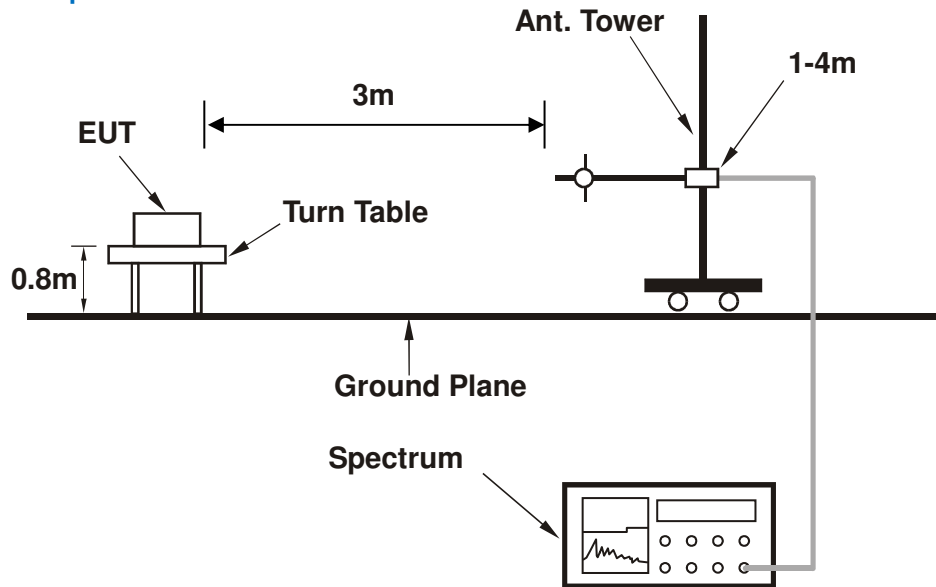 Ant. Tower
1-4m
3m
EUT
Turn Table
0.8m
Ground Plane
Spectrum